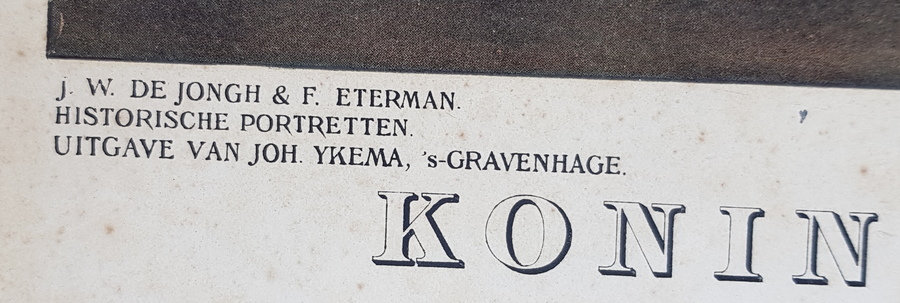 J. W. DE JONGH & F. ETERMAN.
HISTORISCHE PORTRETTEN.
UITGAVE VAN JOH. YKEMA, 's-GRAVENHAGE.
KONIN